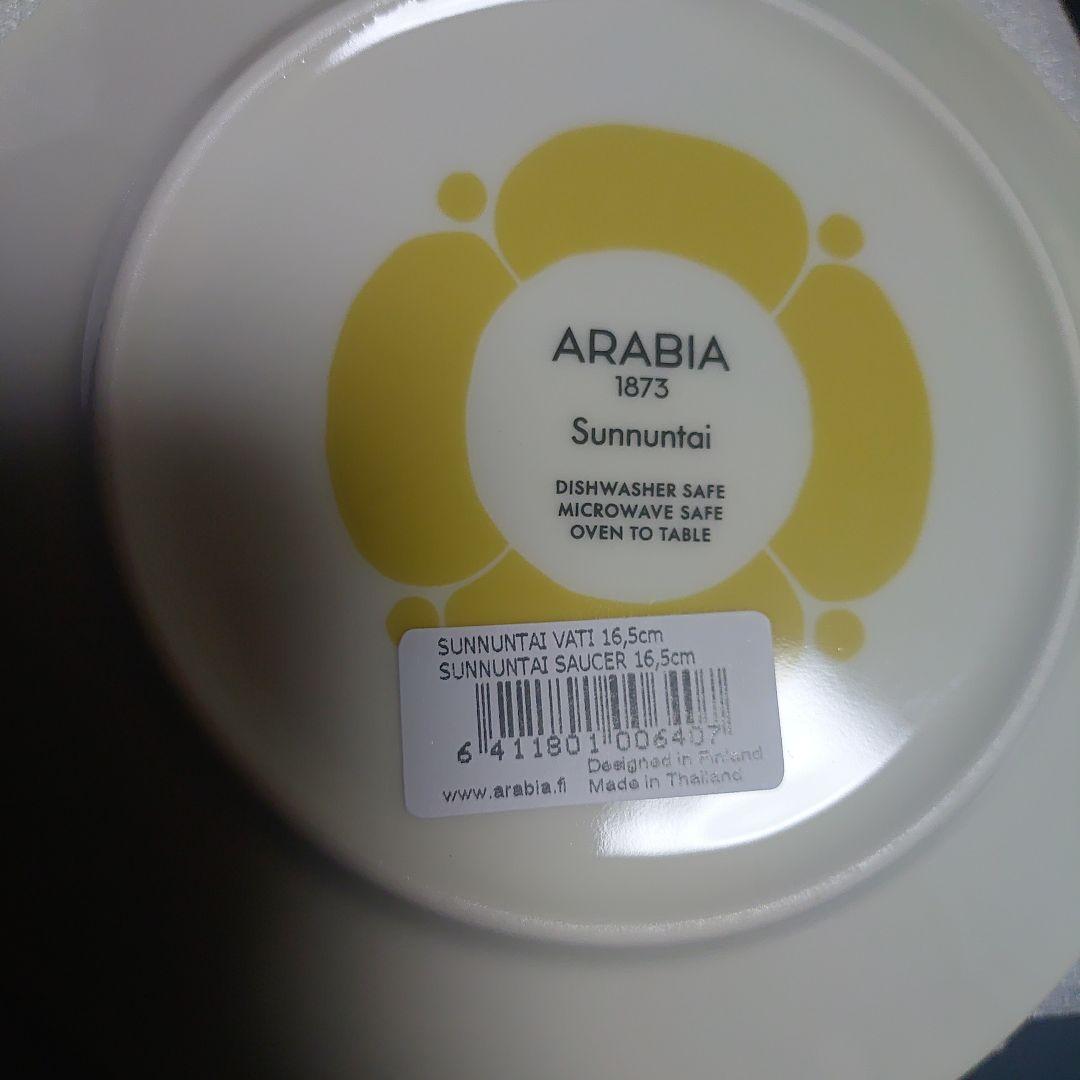 ARABIA
1873
Sunnuntai
DISHWASHER SAFE
MICROWAVE SAFE
OVEN TO TABLE
SUNNUNTAI VATI 16,5cm
SUNNUNTAI SAUCER 16,5cm
6 411801 006407
Designed in Finland
www.arabia.fi Made in Thailand